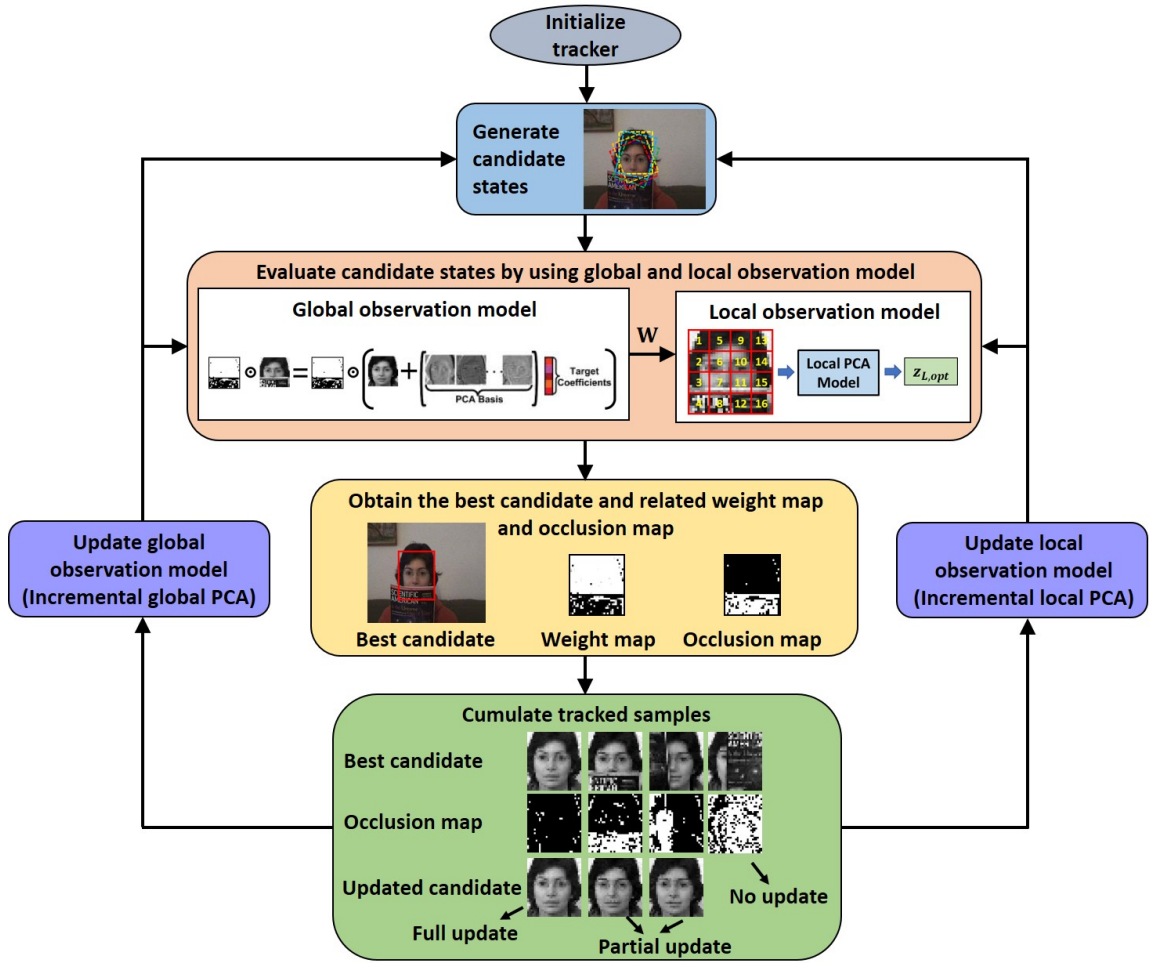 Initialize
tracker
Generate
candidate
states
SCIENTIFIC
AMERICAN
Evaluate candidate states by using global and local observation model
Global observation model
PCA Basis
Target
Coefficients
W
Local observation model
1 5 9 13
2 6 10 14
3 7 11 15
4 8 12 16
Local PCA
Model
z_{L,opt}
Obtain the best candidate and related weight map
and occlusion map
SCIENTIFIC
AMERICAN
Best candidate
Weight map
Occlusion map
Update global
observation model
(Incremental global PCA)
Update local
observation model
(Incremental local PCA)
Cumulate tracked samples
Best candidate
Occlusion map
Updated candidate
No update
Full update
Partial update